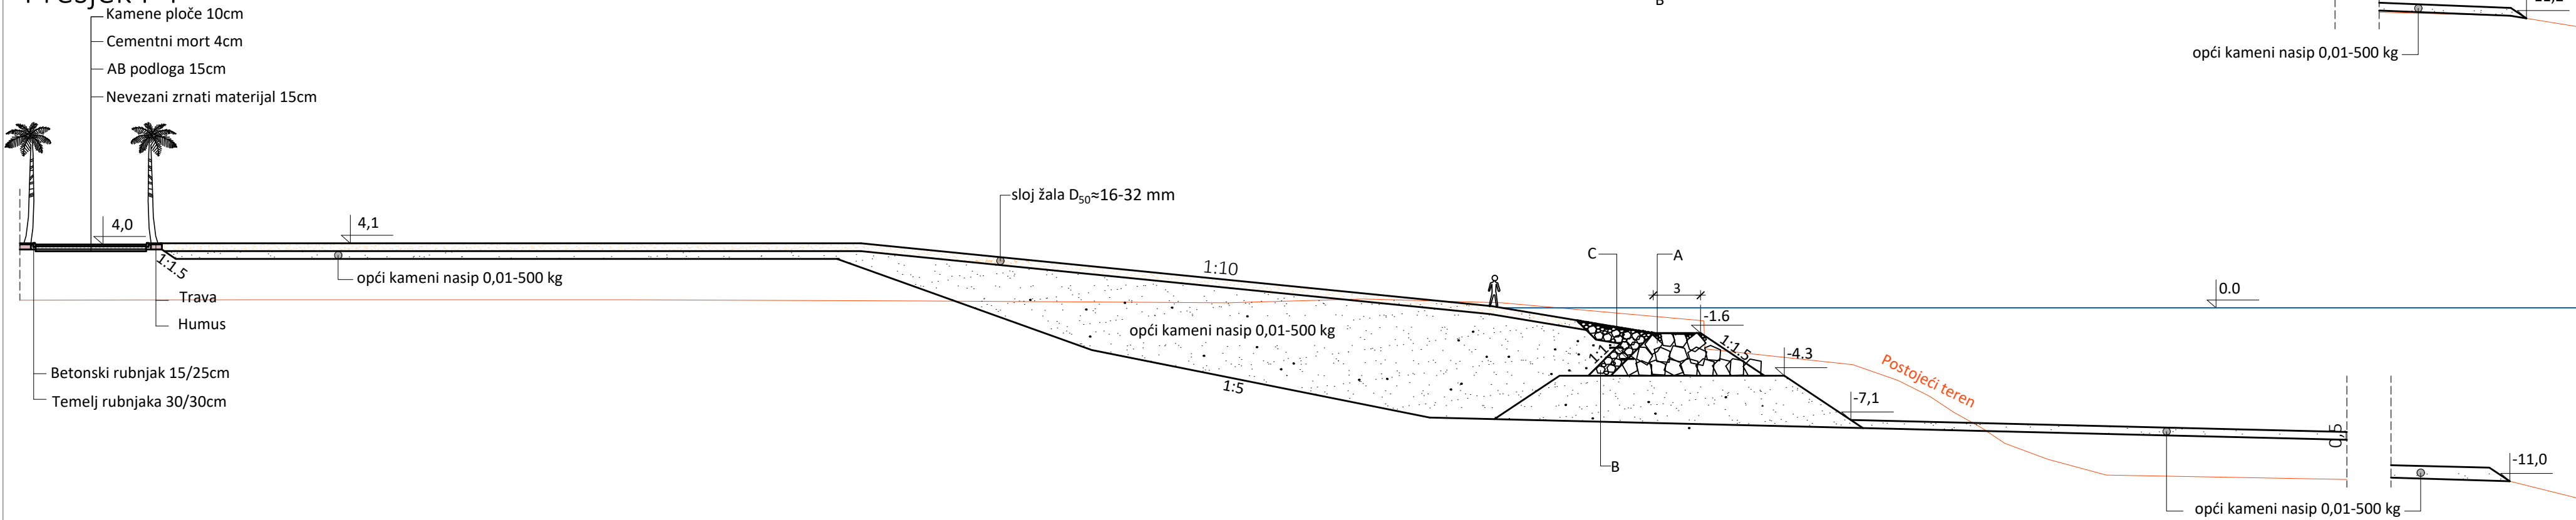 Kamene ploče 10cm
Cementni mort 4cm
AB podloga 15cm
Nevezani zrnati materijal 15cm
B
opći kameni nasip 0,01-500 kg
4,0
4,1
1:1.5
opći kameni nasip 0,01-500 kg
Trava
Humus
Betonski rubnjak 15/25cm
Temelj rubnjaka 30/30cm
sloj žala D₅₀≈16-32 mm
1:10
opći kameni nasip 0,01-500 kg
1:5
C
A
3
-1.6
1:1.5
-4.3
-7,1
B
0.0
Postojeći teren
0,5
-11,0
opći kameni nasip 0,01-500 kg